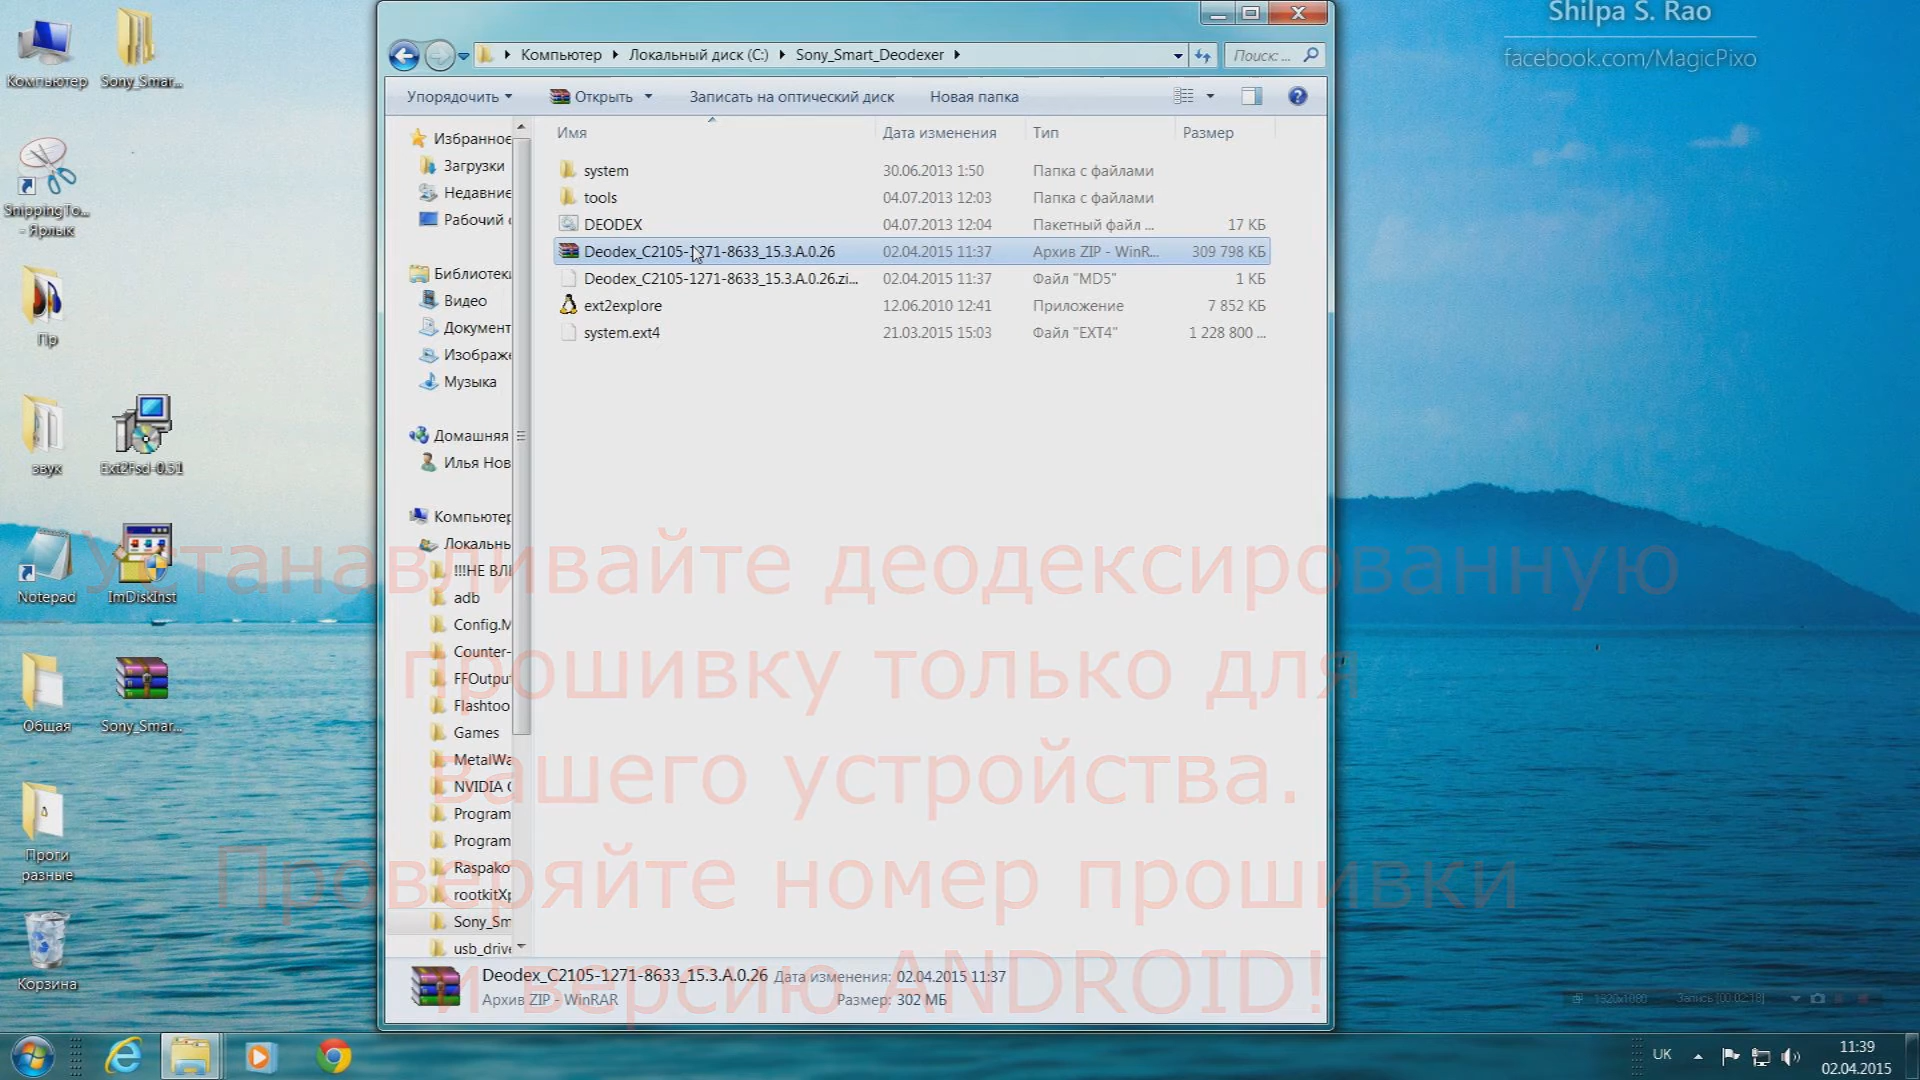 Shilpa S. Rao
facebook.com/MagicPixo
Компьютер
Sony_Smar...
SnippingTo...
- Ярлык
Пр
звук
Ext2Fsd-0.51
Notepad
ImDiskInst
Общая
Sony_Smar...
Проги
разные
Корзина
Компьютер
Локальный диск (C:)
Sony_Smart_Deodexer
Поиск: ...
Упорядочить
Открыть
Записать на оптический диск
Новая папка
Избранное
Загрузки
Недавние
Рабочий
Библиотеки
Видео
Документ
Изображе
Музыка
Домашняя
Илья Нов
Компьютер
Локальн
!!!НЕ ВЛ
adb
Config.M
Counter-
FFOutpu
Flashtoo
Games
MetalWa
NVIDIA
Program
Program
Raspako
rootkitXp
Sony_Sm
usb_drive
Имя Дата изменения Тип Размер
system 30.06.2013 1:50 Папка с файлами
tools 04.07.2013 12:03 Папка с файлами
DEODEX 04.07.2013 12:04 Пакетный файл ... 17 КБ
Deodex_C2105-1271-8633_15.3.A.0.26 02.04.2015 11:37 Архив ZIP - WinR... 309 798 КБ
Deodex_C2105-1271-8633_15.3.A.0.26.zi... 02.04.2015 11:37 Файл "MD5" 1 КБ
ext2explore 12.06.2010 12:41 Приложение 7 852 КБ
system.ext4 21.03.2015 15:03 Файл "EXT4" 1 228 800 ...
Устанавливайте деодексированную
прошивку только для
вашего устройства.
Проверяйте номер прошивки
и версию ANDROID!
Deodex_C2105-1271-8633_15.3.A.0.26 Дата изменения: 02.04.2015 11:37
Архив ZIP - WinRAR Размер: 302 МБ
1920x1080 Запись [00:02:18]
UK
11:39
02.04.2015